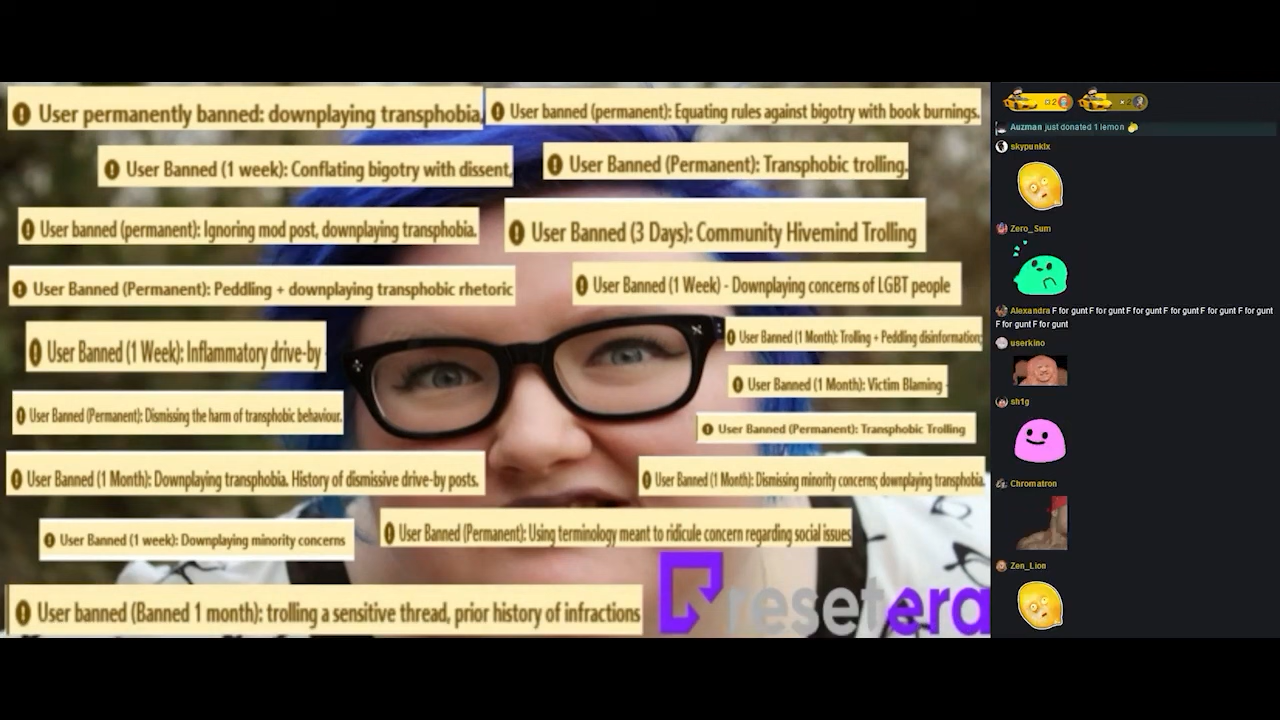 User permanently banned: downplaying transphobia,
User banned (permanent): Equating rules against bigotry with book burnings.
User Banned (1 week): Conflating bigotry with dissent,
User Banned (Permanent): Transphobic trolling.
User banned (permanent): Ignoring mod post, downplaying transphobia.
User Banned (3 Days): Community Hivemind Trolling
User Banned (Permanent): Peddling + downplaying transphobic rhetoric
User Banned (1 Week) - Downplaying concerns of LGBT people
User Banned (1 Week): Inflammatory drive-by
User Banned (1 Month): Trolling + Peddling disinformation;
User Banned (1 Month): Victim Blaming -
User Banned (Permanent): Dismissing the harm of transphobic behaviour.
User Banned (Permanent): Transphobic Trolling
User Banned (1 Month): Downplaying transphobia. History of dismissive drive-by posts.
User Banned (1 Month): Dismissing minority concerns; downplaying transphobia.
User Banned (1 week): Downplaying minority concerns
User Banned (Permanent): Using terminology meant to ridicule concern regarding social issues
User banned (Banned 1 month): trolling a sensitive thread, prior history of infractions
resetera
×2
Auzman just donated 1 lemon
skypunkix
Zero_Sum
Alexandra F for gunt F for gunt F for gunt F for gunt F for gunt F for gunt
F for gunt F for gunt
userkino
sh1g
Chromatron
Zen_Lion